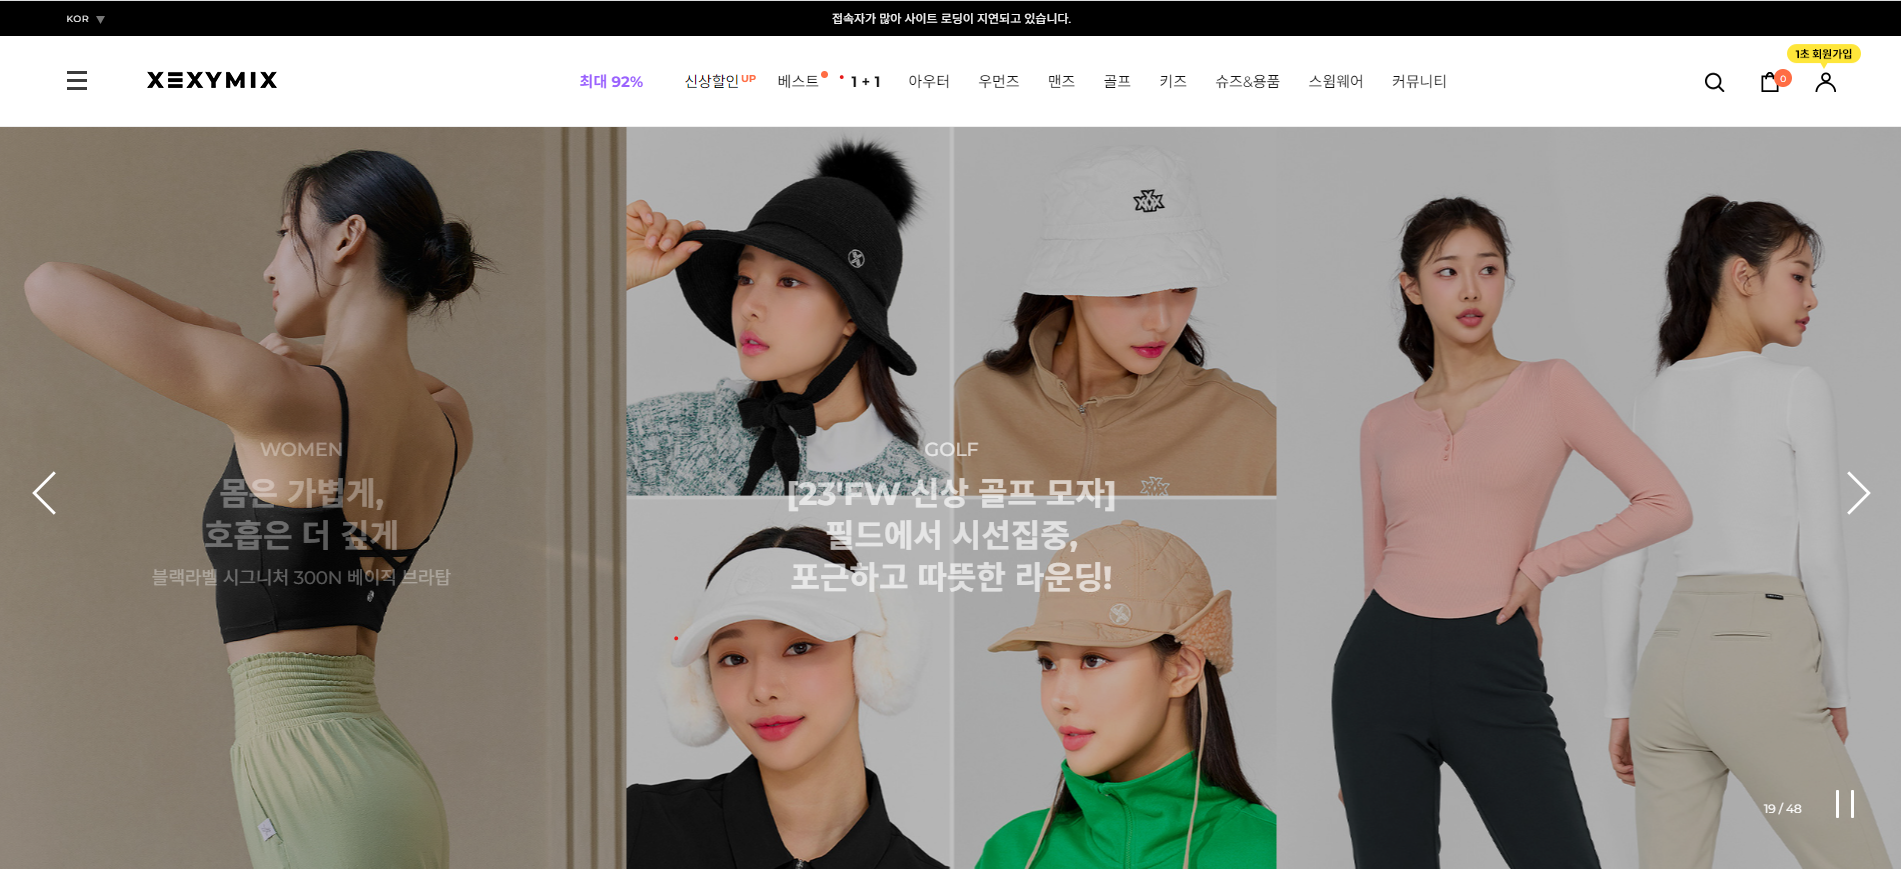 KOR
접속자가 많아 사이트 로딩이 지연되고 있습니다.
1초 회원가입
XEXYMIX
최대 92%
신상할인 UP
베스트
1 + 1
아우터
우먼즈
맨즈
골프
키즈
슈즈&용품
스윔웨어
커뮤니티
0
WOMEN
몸은 가볍게,
호흡은 더 깊게
블랙라벨 시그니처 300N 베이직 브라탑
GOLF
[23'FW 신상 골프 모자]
필드에서 시선집중,
포근하고 따뜻한 라운딩!
19 / 48